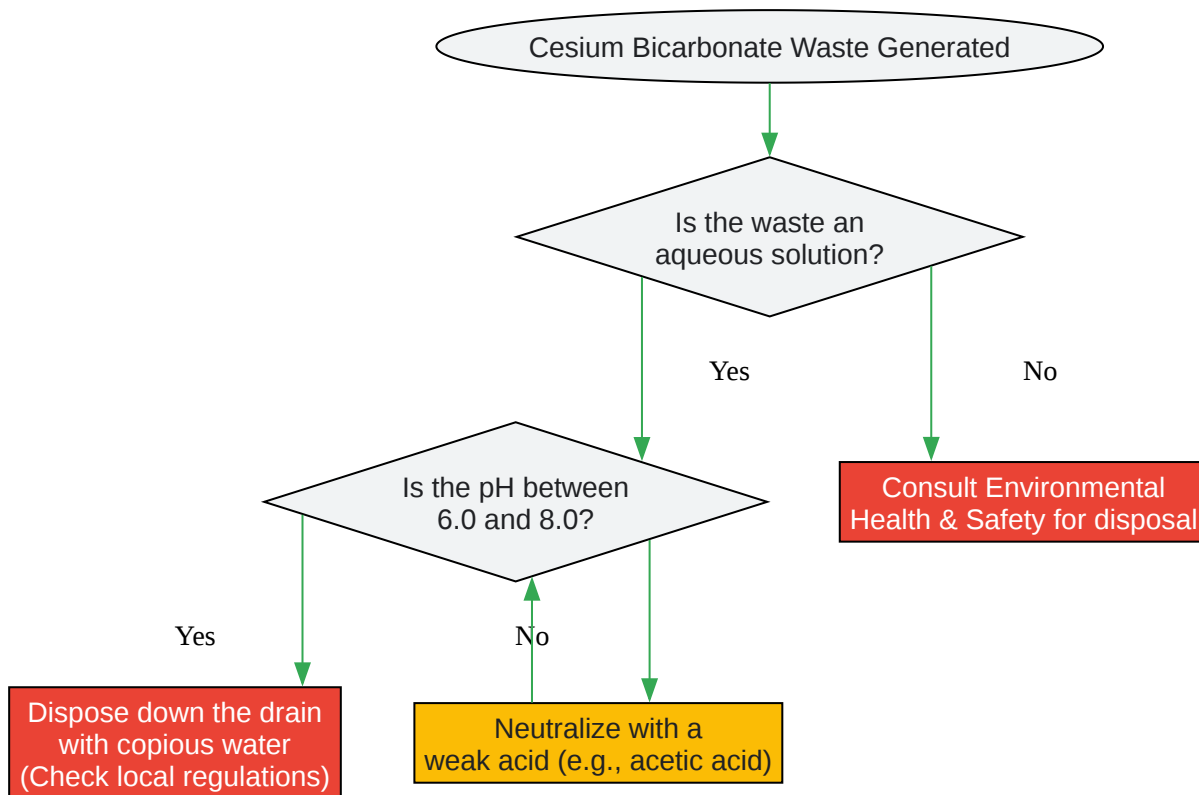 Cesium Bicarbonate Waste Generated
Is the waste an
aqueous solution?
Yes
No
Is the pH between
6.0 and 8.0?
Consult Environmental
Health & Safety for disposal
Yes
No
Dispose down the drain
with copious water
(Check local regulations)
Neutralize with a
weak acid (e.g., acetic acid)